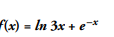 f(x) = ln 3x + e⁻ˣ